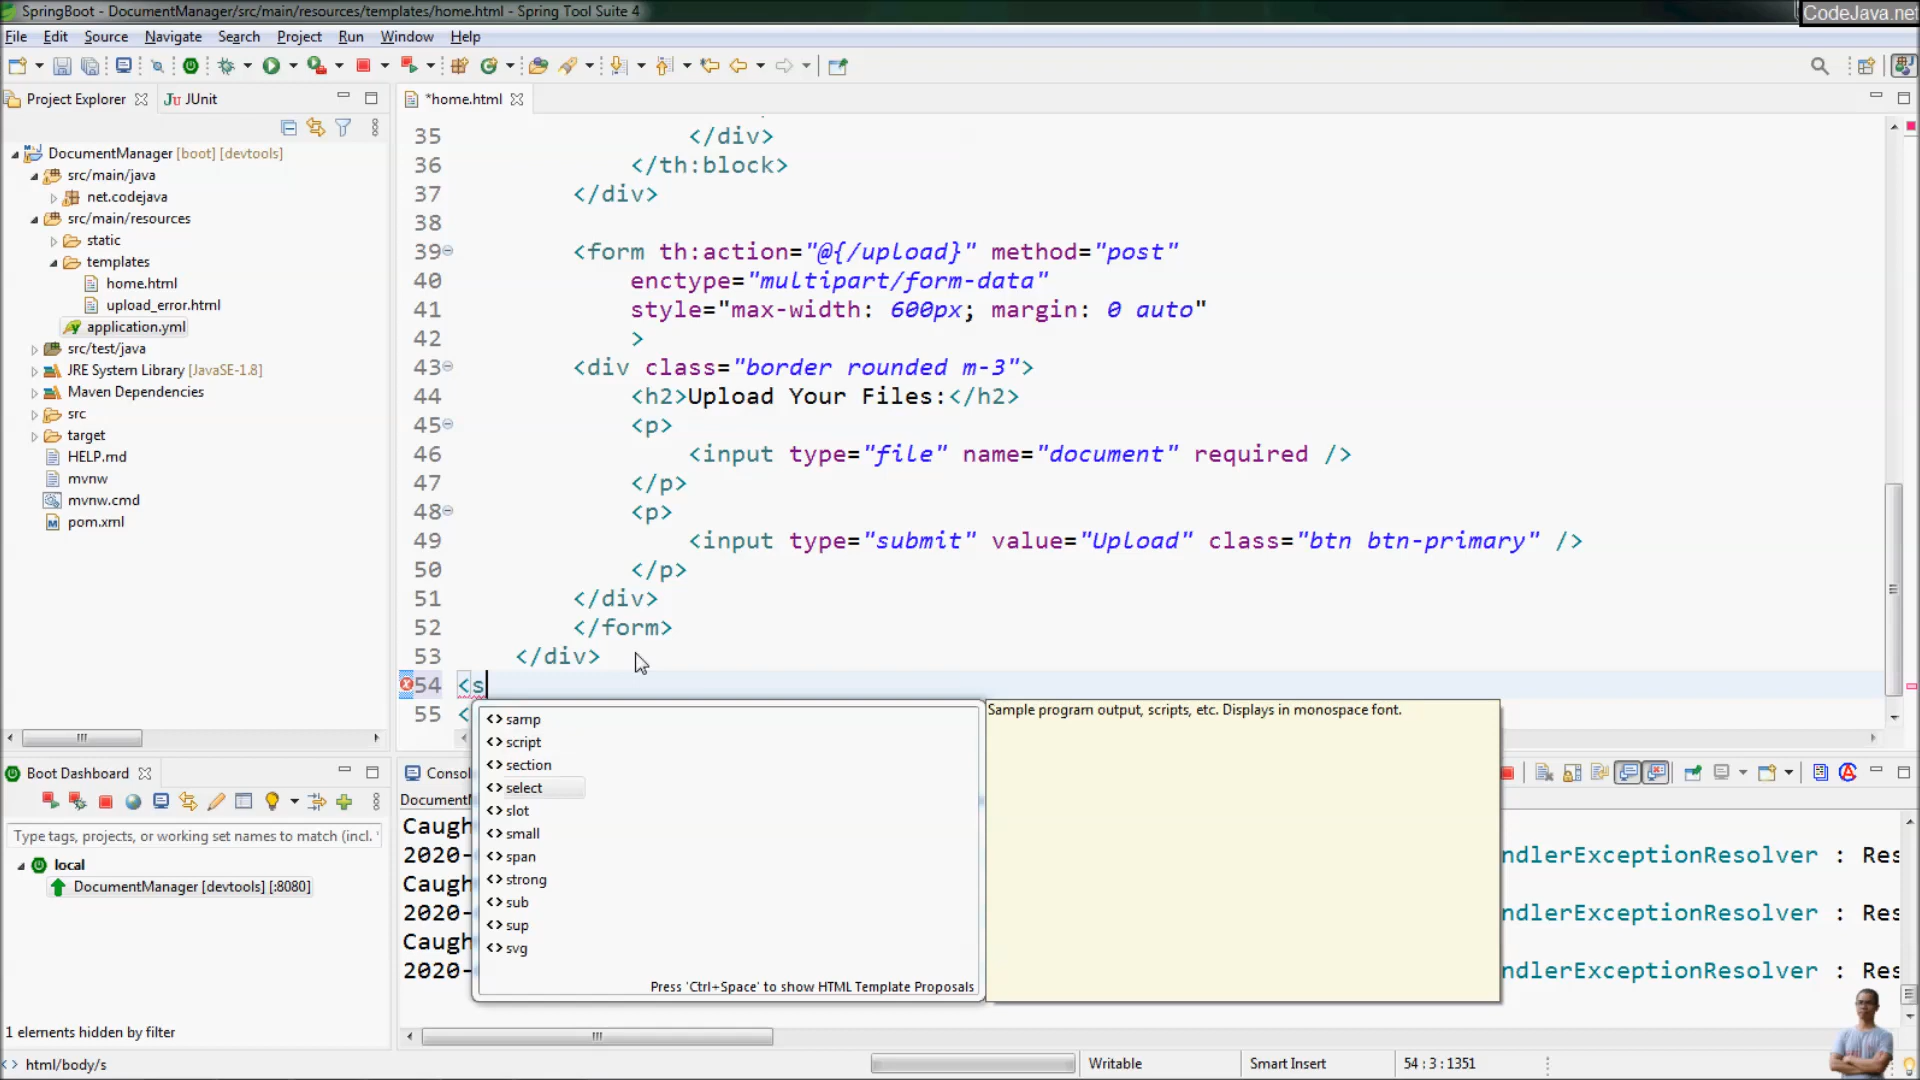 SpringBoot - DocumentManager/src/main/resources/templates/home.html - Spring Tool Suite 4
CodeJava.net
File Edit Source Navigate Search Project Run Window Help
Project Explorer JUnit
DocumentManager [boot] [devtools]
src/main/java
net.codejava
src/main/resources
static
templates
home.html
upload_error.html
application.yml
src/test/java
JRE System Library [JavaSE-1.8]
Maven Dependencies
src
target
HELP.md
mvnw
mvnw.cmd
pom.xml
*home.html
35 </div>
36 </th:block>
37 </div>
38
39 <form th:action="@{/upload}" method="post"
40 enctype="multipart/form-data"
41 style="max-width: 600px; margin: 0 auto"
42 >
43 <div class="border rounded m-3">
44 <h2>Upload Your Files:</h2>
45 <p>
46 <input type="file" name="document" required />
47 </p>
48 <p>
49 <input type="submit" value="Upload" class="btn btn-primary" />
50 </p>
51 </div>
52 </form>
53 </div>
54 <s
55 <
<> samp
<> script
<> section
<> select
<> slot
<> small
<> span
<> strong
<> sub
<> sup
<> svg
Press 'Ctrl+Space' to show HTML Template Proposals
Sample program output, scripts, etc. Displays in monospace font.
Boot Dashboard
Type tags, projects, or working set names to match (incl. *
local
DocumentManager [devtools] [:8080]
1 elements hidden by filter
Conso
Document
Caugh
2020- ndlerExceptionResolver : Res
Caugh
2020- ndlerExceptionResolver : Res
Caugh
2020- ndlerExceptionResolver : Res
<> html/body/s
Writable
Smart Insert
54 : 3 : 1351